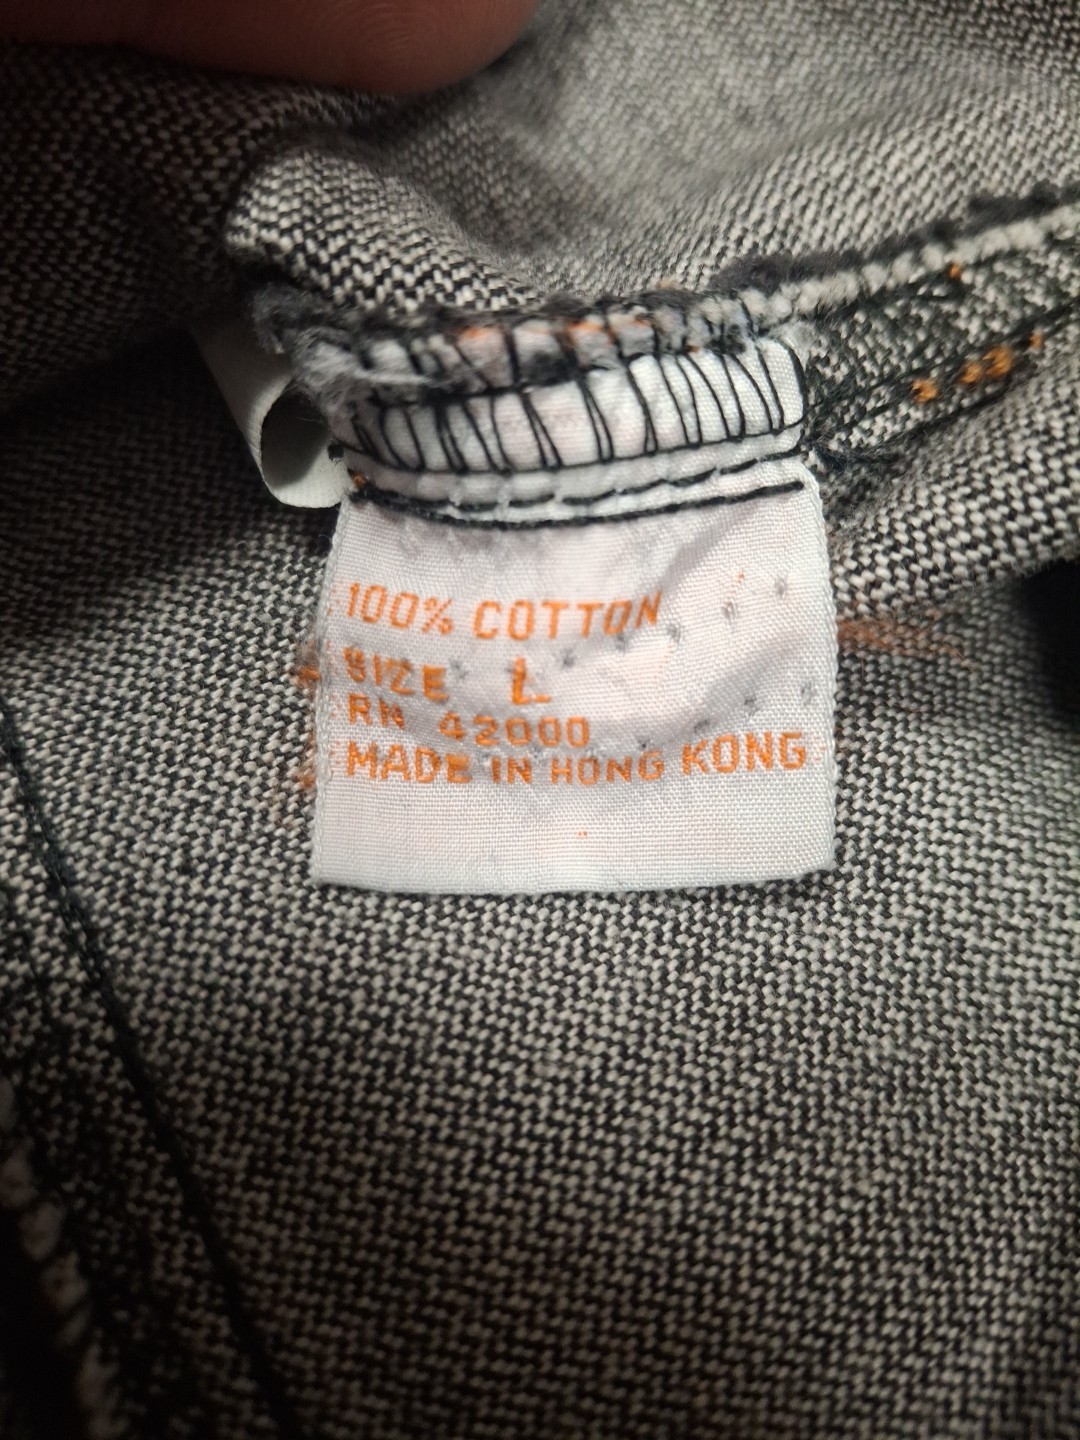 100% COTTON
SIZE L
RN 42000
MADE IN HONG KONG